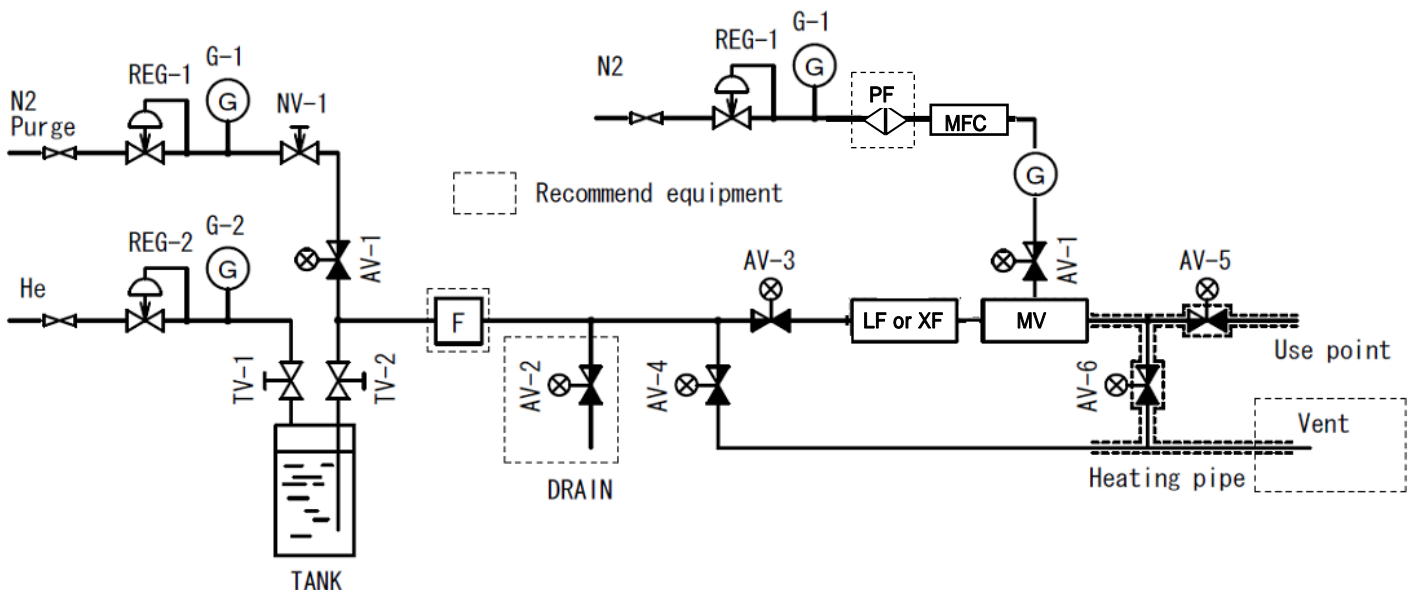 G-1
REG-1
N2
Purge
G
NV-1
G-1
REG-1
N2
G
PF
MFC
G
Recommend equipment
AV-1
AV-1
G-2
REG-2
He
G
AV-3
AV-5
F
LF or XF
MV
Use point
TV-1
TV-2
AV-2
AV-4
AV-6
Vent
DRAIN
Heating pipe
TANK